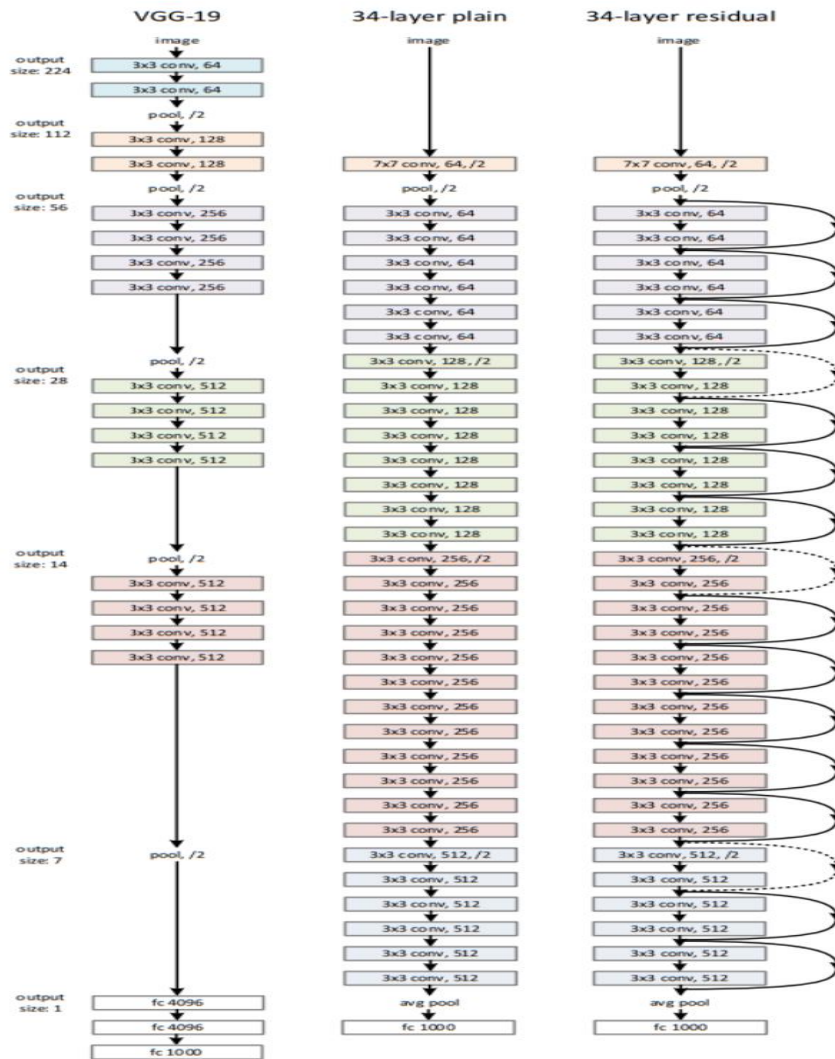 output
size: 224
output
size: 112
output
size: 56
output
size: 28
output
size: 14
output
size: 7
output
size: 1
VGG-19
image
3x3 conv, 64
3x3 conv, 64
pool, /2
3x3 conv, 128
3x3 conv, 128
pool, /2
3x3 conv, 256
3x3 conv, 256
3x3 conv, 256
3x3 conv, 256
pool, /2
3x3 conv, 512
3x3 conv, 512
3x3 conv, 512
3x3 conv, 512
pool, /2
3x3 conv, 512
3x3 conv, 512
3x3 conv, 512
3x3 conv, 512
pool, /2
fc 4096
fc 4096
fc 1000
34-layer plain
image
7x7 conv, 64, /2
pool, /2
3x3 conv, 64
3x3 conv, 64
3x3 conv, 64
3x3 conv, 64
3x3 conv, 64
3x3 conv, 64
3x3 conv, 128, /2
3x3 conv, 128
3x3 conv, 128
3x3 conv, 128
3x3 conv, 128
3x3 conv, 128
3x3 conv, 128
3x3 conv, 128
3x3 conv, 256, /2
3x3 conv, 256
3x3 conv, 256
3x3 conv, 256
3x3 conv, 256
3x3 conv, 256
3x3 conv, 256
3x3 conv, 256
3x3 conv, 256
3x3 conv, 256
3x3 conv, 256
3x3 conv, 256
3x3 conv, 512, /2
3x3 conv, 512
3x3 conv, 512
3x3 conv, 512
3x3 conv, 512
3x3 conv, 512
avg pool
fc 1000
34-layer residual
image
7x7 conv, 64, /2
pool, /2
3x3 conv, 64
3x3 conv, 64
3x3 conv, 64
3x3 conv, 64
3x3 conv, 64
3x3 conv, 64
3x3 conv, 128, /2
3x3 conv, 128
3x3 conv, 128
3x3 conv, 128
3x3 conv, 128
3x3 conv, 128
3x3 conv, 128
3x3 conv, 128
3x3 conv, 256, /2
3x3 conv, 256
3x3 conv, 256
3x3 conv, 256
3x3 conv, 256
3x3 conv, 256
3x3 conv, 256
3x3 conv, 256
3x3 conv, 256
3x3 conv, 256
3x3 conv, 256
3x3 conv, 256
3x3 conv, 512, /2
3x3 conv, 512
3x3 conv, 512
3x3 conv, 512
3x3 conv, 512
3x3 conv, 512
avg pool
fc 1000